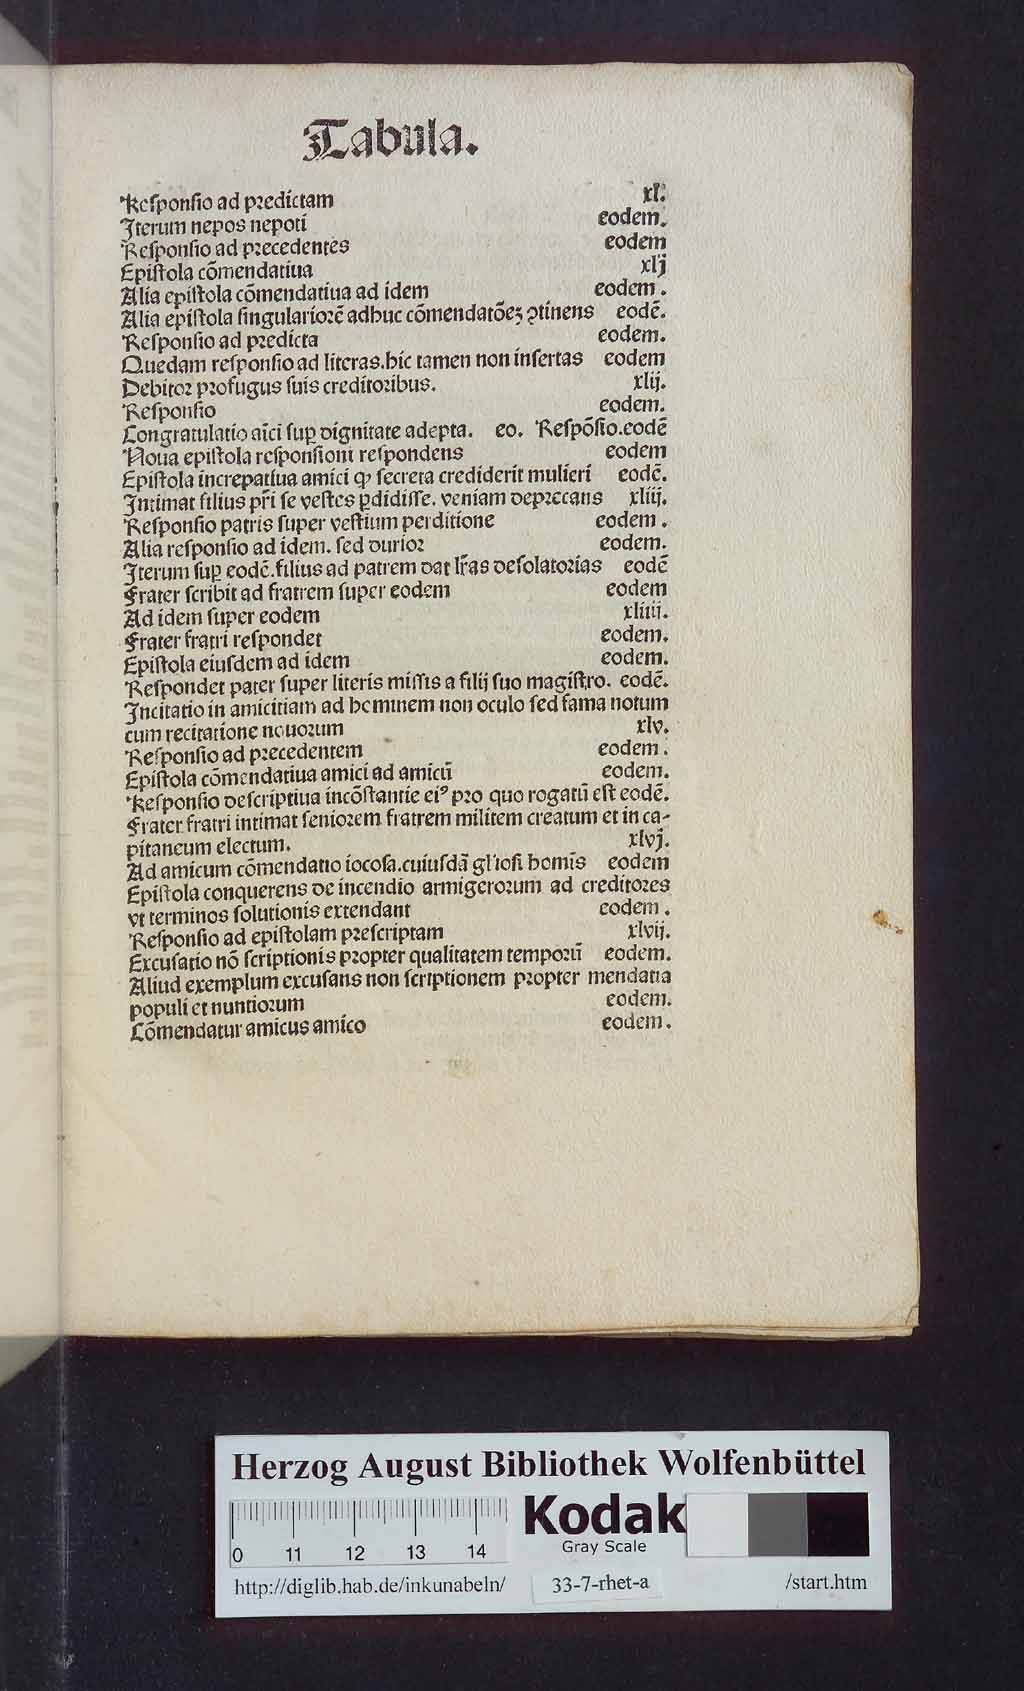 Tabula.
Reſponſio ad predictam xl.
Iterum nepos nepoti eodem.
Reſponſio ad precedentes eodem
Epiſtola cōmendatiua xlj
Alia epiſtola cōmendatiua ad idem eodem.
Alia epiſtola ſingulariorē adhuc cōmendatōeꝫ ꝯtinens eodē.
Reſponſio ad predicta eodem.
Quedam reſponſio ad literas.hic tamen non inſertas eodem
Debitor profugus ſuis creditoribus. xlij.
Reſponſio eodem.
Congratulatio aīci ſuꝑ dignitate adepta. eo. Reſpōſio.eodē
Noua epiſtola reſponſioni reſpondens eodem
Epiſtola increpatiua amici ꝙ ſecreta crediderit mulieri eodē.
Intimat filius pr̄i ſe veſtes ꝑdidiſſe. veniam deprecans xliij.
Reſponſio patris ſuper veſtium perditione eodem.
Alia reſponſio ad idem. ſed durior eodem.
Iterum ſuꝑ eodē.filius ad patrem dat lr̄as deſolatorias eodē
Frater ſcribit ad fratrem ſuper eodem eodem
Ad idem ſuper eodem xliiij.
Frater fratri reſpondet eodem.
Epiſtola eiuſdem ad idem eodem.
Reſpondet pater ſuper literis miſſis a filij ſuo magiſtro. eodē.
Incitatio in amicitiam ad hominem non oculo ſed fama notum
cum recitatione nouorum xlv.
Reſponſio ad precedentem eodem.
Epiſtola cōmendatiua amici ad amicū eodem.
Reſponſio deſcriptiua incōſtantie eiꝰ pro quo rogatū eſt eodē.
Frater fratri intimat ſeniorem fratrem militem creatum et in ca-
pitaneum electum. xlvj.
Ad amicum cōmendatio iocoſa.cuiuſdā gl̓ioſi homīs eodem
Epiſtola conquerens de incendio armigerorum ad creditores
vt terminos ſolutionis extendant eodem.
Reſponſio ad epiſtolam preſcriptam xlvij.
Excuſatio nō ſcriptionis propter qualitatem temporū eodem.
Aliud exemplum excuſans non ſcriptionem propter mendatia
populi et nuntiorum eodem.
Cōmendatur amicus amico eodem.
Herzog August Bibliothek Wolfenbüttel
0 11 12 13 14
Kodak
Gray Scale
http://diglib.hab.de/inkunabeln/ 33-7-rhet-a /start.htm